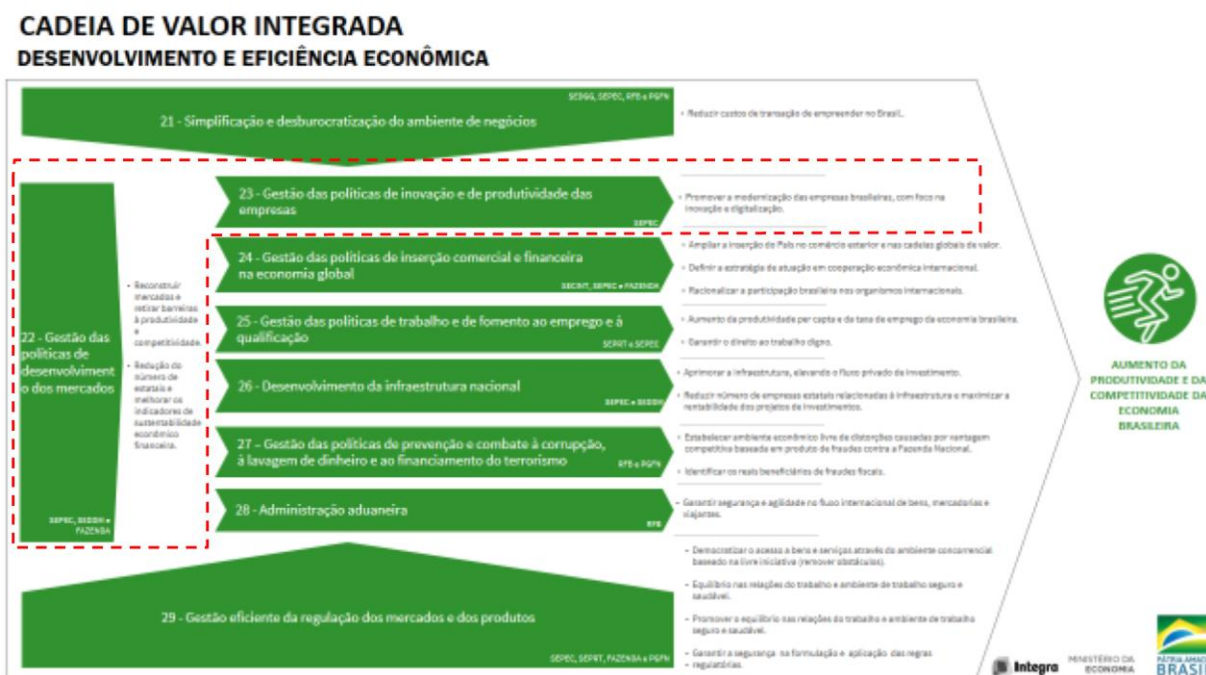 CADEIA DE VALOR INTEGRADA
DESENVOLVIMENTO E EFICIÊNCIA ECONÔMICA
SEDGG, SEPEC, RFB e PGFN
21 - Simplificação e desburocratização do ambiente de negócios
• Reduzir custos de transação de empreender no Brasil.
23 - Gestão das políticas de inovação e de produtividade das
empresas
SEPEC
• Promover a modernização das empresas brasileiras, com foco na
inovação e digitalização.
24 - Gestão das políticas de inserção comercial e financeira
na economia global
SECINT, SEPEC e FAZENDA
• Ampliar a inserção do País no comércio exterior e nas cadeias globais de valor.
• Definir a estratégia de atuação em cooperação econômica internacional.
• Racionalizar a participação brasileira nos organismos internacionais.
22 - Gestão das
políticas de
desenvolviment
o dos mercados
SEPEC, SEDDM e
FAZENDA
• Reconstruir
mercados e
retirar barreiras
à produtividade
e
competitividade.
• Redução do
número de
estatais e
melhorar os
indicadores de
sustentabilidade
econômico
financeira.
25 - Gestão das políticas de trabalho e de fomento ao emprego e à
qualificação
SEPRT e SEPEC
• Aumento da produtividade per capta e da taxa de emprego da economia brasileira.
• Garantir o direito ao trabalho digno.
26 - Desenvolvimento da infraestrutura nacional
SEPEC e SEDDM
• Aprimorar a infraestrutura, elevando o fluxo privado de investimento.
• Reduzir número de empresas estatais relacionadas à infraestrutura e maximizar a
rentabilidade dos projetos de investimentos.
27 – Gestão das políticas de prevenção e combate à corrupção,
à lavagem de dinheiro e ao financiamento do terrorismo
RFB e PGFN
• Estabelecer ambiente econômico livre de distorções causadas por vantagem
competitiva baseada em produto de fraudes contra a Fazenda Nacional.
• Identificar os reais beneficiários de fraudes fiscais.
28 - Administração aduaneira
RFB
• Garantir segurança e agilidade no fluxo internacional de bens, mercadorias e
viajantes.
29 - Gestão eficiente da regulação dos mercados e dos produtos
SEPEC, SEPRT, FAZENDA e PGFN
- Democratizar o acesso a bens e serviços através do ambiente concorrencial
baseado na livre iniciativa (remover obstáculos).
- Equilíbrio nas relações do trabalho e ambiente de trabalho seguro e
saudável.
- Promover o equilíbrio nas relações do trabalho e ambiente de trabalho
seguro e saudável.
- Garantir a segurança na formulação e aplicação das regras
- regulatórias.
AUMENTO DA
PRODUTIVIDADE E DA
COMPETITIVIDADE DA
ECONOMIA
BRASILEIRA
Integra
MINISTÉRIO DA
ECONOMIA
PÁTRIA AMADA
BRASIL